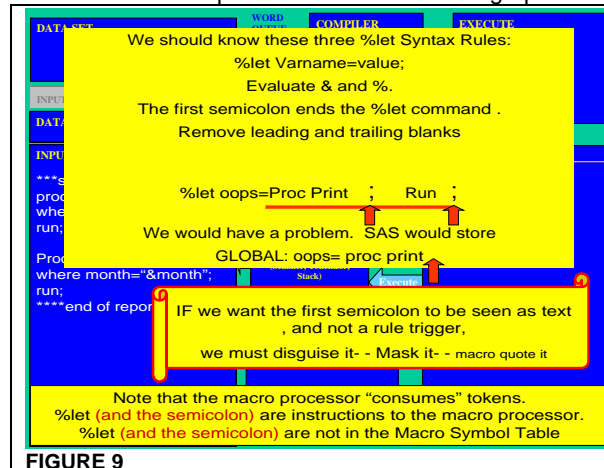 DATA SET
WORD
COMPILER
EXECUTE
We should know these three %let Syntax Rules:
%let Varname=value;
Evaluate & and %.
The first semicolon ends the %let command .
Remove leading and trailing blanks
%let oops=Proc Print ; Run ;
We would have a problem. SAS would store
GLOBAL: oops= proc print
INPUT
DATA
INPU
***s
proc
whe
run;
Proc
where month="&month";
run;
****end of repor
Stack)
Execute
IF we want the first semicolon to be seen as text
, and not a rule trigger,
we must disguise it- - Mask it- - macro quote it
Note that the macro processor “consumes” tokens.
%let (and the semicolon) are instructions to the macro processor.
%let (and the semicolon) are not in the Macro Symbol Table
FIGURE 9